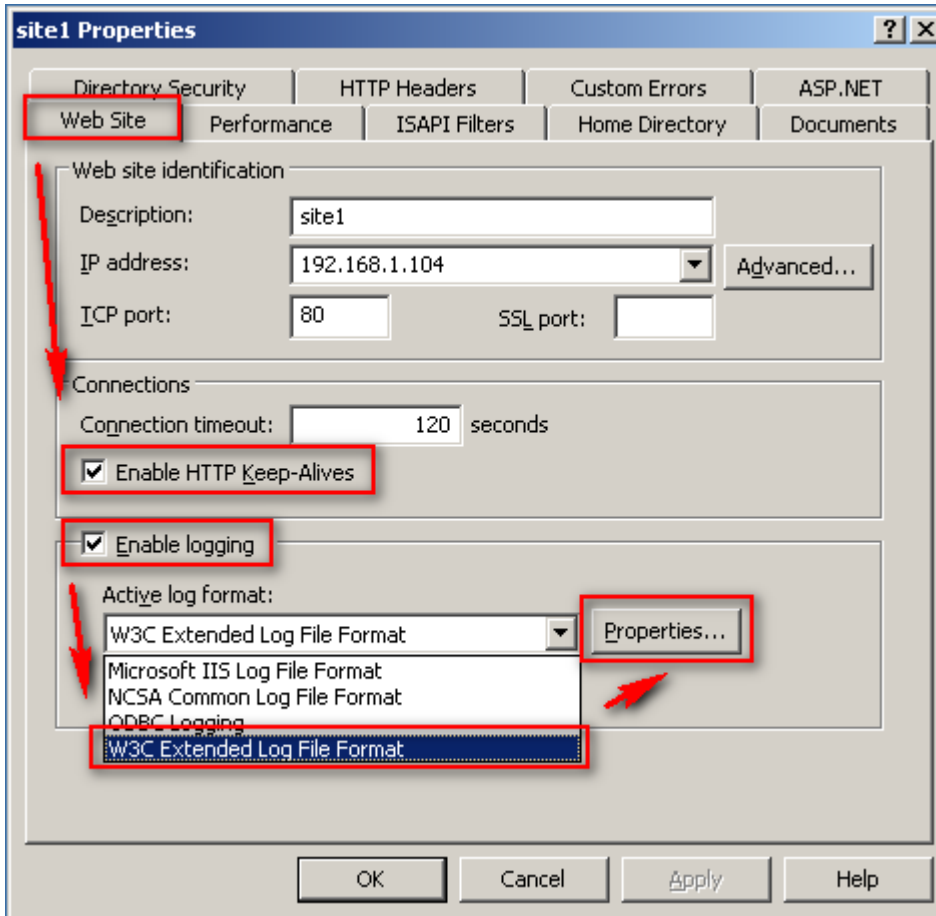 site1 Properties
Directory Security HTTP Headers Custom Errors ASP.NET
Web Site Performance ISAPI Filters Home Directory Documents
Web site identification
Description: site1
IP address: 192.168.1.104 Advanced...
TCP port: 80 SSL port:
Connections
Connection timeout: 120 seconds
Enable HTTP Keep-Alives
Enable logging
Active log format:
W3C Extended Log File Format Properties...
Microsoft IIS Log File Format
NCSA Common Log File Format
ODBC Logging
W3C Extended Log File Format
OK Cancel Apply Help